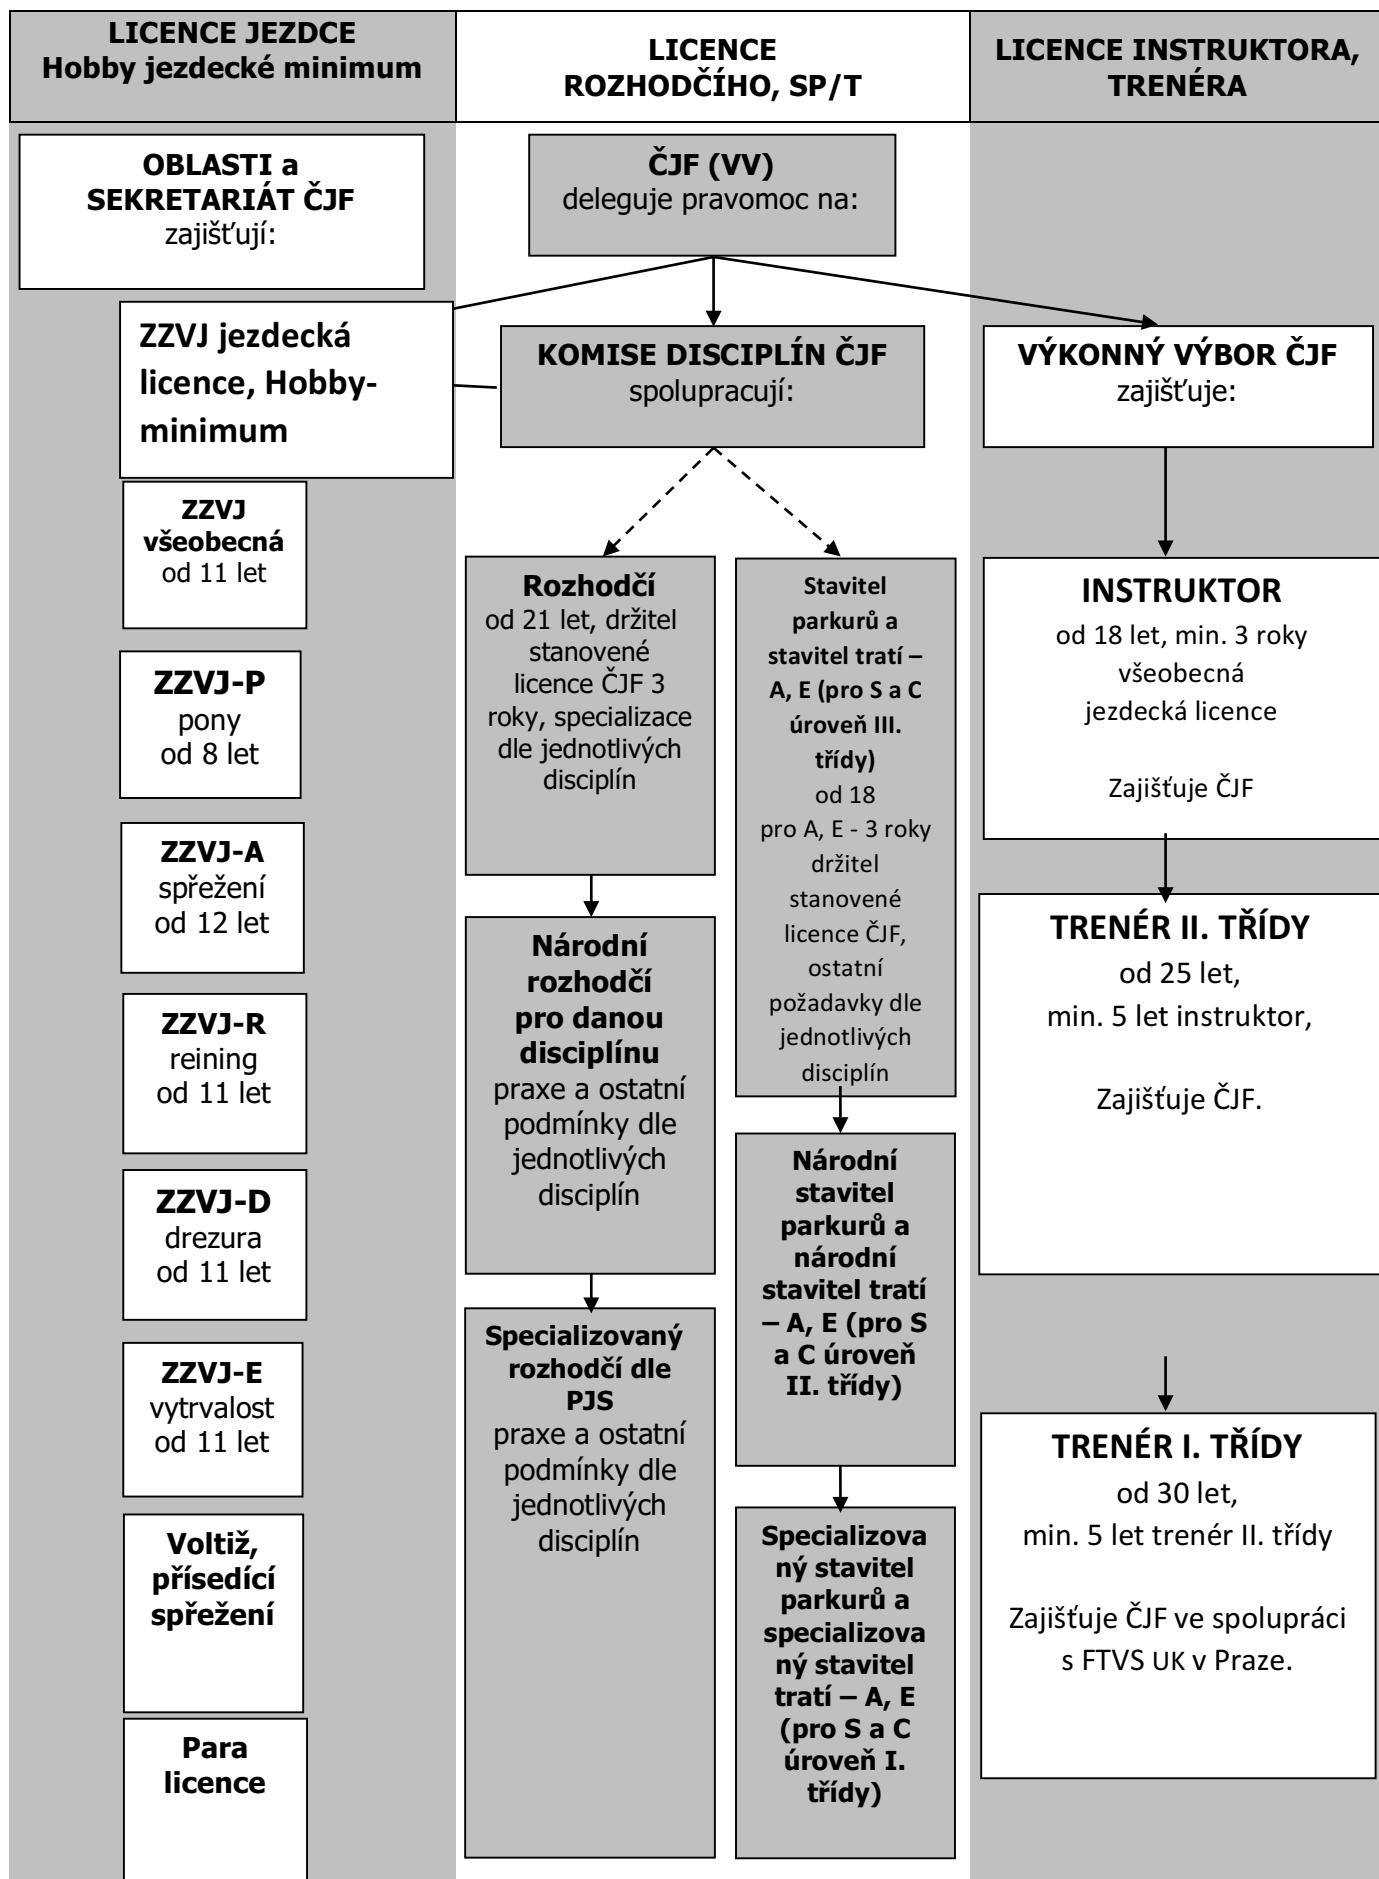 LICENCE JEZDCE
Hobby jezdecké minimum
LICENCE
ROZHODČÍHO, SP/T
LICENCE INSTRUKTORA,
TRENÉRA
OBLASTI a
SEKRETARIÁT ČJF
zajišťují:
ČJF (VV)
deleguje pravomoc na:
ZZVJ jezdecká
licence, Hobby-
minimum
KOMISE DISCIPLÍN ČJF
spolupracují:
VÝKONNÝ VÝBOR ČJF
zajišťuje:
ZZVJ
všeobecná
od 11 let
ZZVJ-P
pony
od 8 let
ZZVJ-A
spřežení
od 12 let
ZZVJ-R
reining
od 11 let
ZZVJ-D
drezura
od 11 let
ZZVJ-E
vytrvalost
od 11 let
Voltiž,
přísedící
spřežení
Para
licence
Rozhodčí
od 21 let, držitel
stanovené
licence ČJF 3
roky, specializace
dle jednotlivých
disciplín
Národní
rozhodčí
pro danou
disciplínu
praxe a ostatní
podmínky dle
jednotlivých
disciplín
Specializovaný
rozhodčí dle
PJS
praxe a ostatní
podmínky dle
jednotlivých
disciplín
Stavitel
parkurů a
stavitel tratí –
A, E (pro S a C
úroveň III.
třídy)
od 18
pro A, E - 3 roky
držitel
stanovené
licence ČJF,
ostatní
požadavky dle
jednotlivých
disciplín
Národní
stavitel
parkurů a
národní
stavitel tratí
– A, E (pro S
a C úroveň
II. třídy)
Specializova
ný stavitel
parkurů a
specializova
ný stavitel
tratí – A, E
(pro S a C
úroveň I.
třídy)
INSTRUKTOR
od 18 let, min. 3 roky
všeobecná
jezdecká licence
Zajišťuje ČJF
TRENÉR II. TŘÍDY
od 25 let,
min. 5 let instruktor,
Zajišťuje ČJF.
TRENÉR I. TŘÍDY
od 30 let,
min. 5 let trenér II. třídy
Zajišťuje ČJF ve spolupráci
s FTVS UK v Praze.